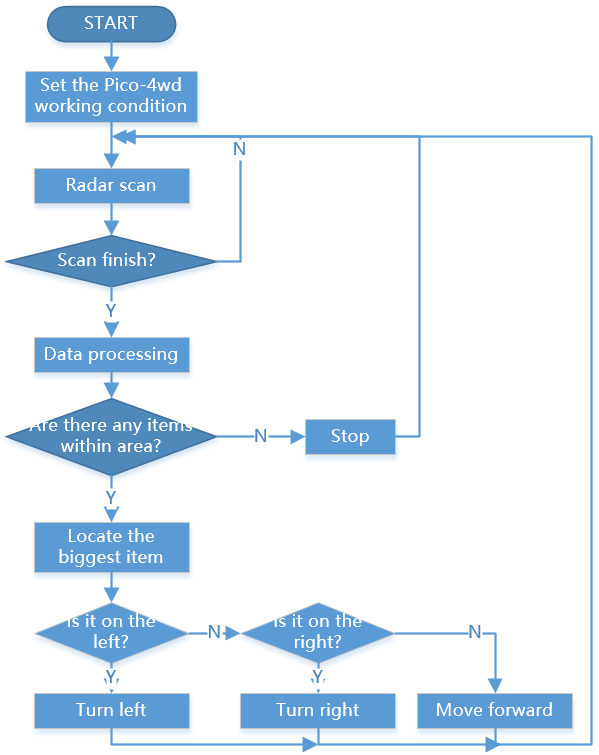 START
Set the Pico-4wd
working condition
N
Radar scan
Scan finish?
Y
Data processing
Are there any items
within area?
N
Stop
Y
Locate the
biggest item
Is it on the
left?
N
Is it on the
right?
N
Y
Y
Turn left
Turn right
Move forward